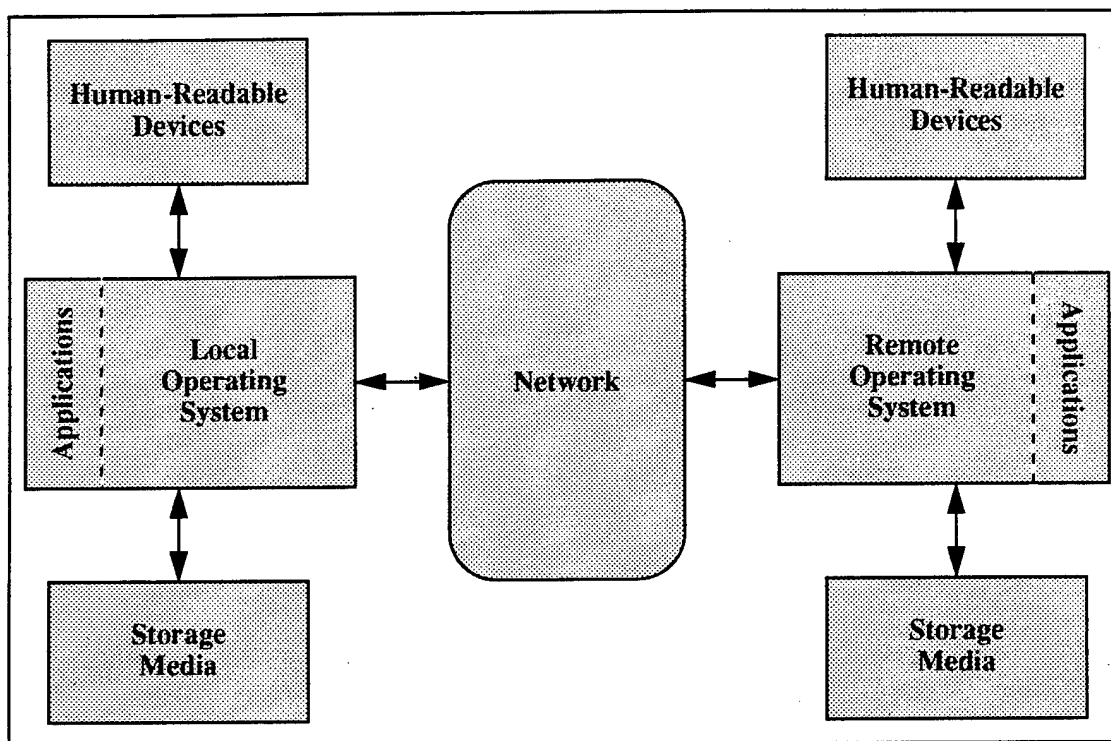 Human-Readable
Devices
Human-Readable
Devices
Applications
Local
Operating
System
Network
Remote
Operating
System
Applications
Storage
Media
Storage
Media